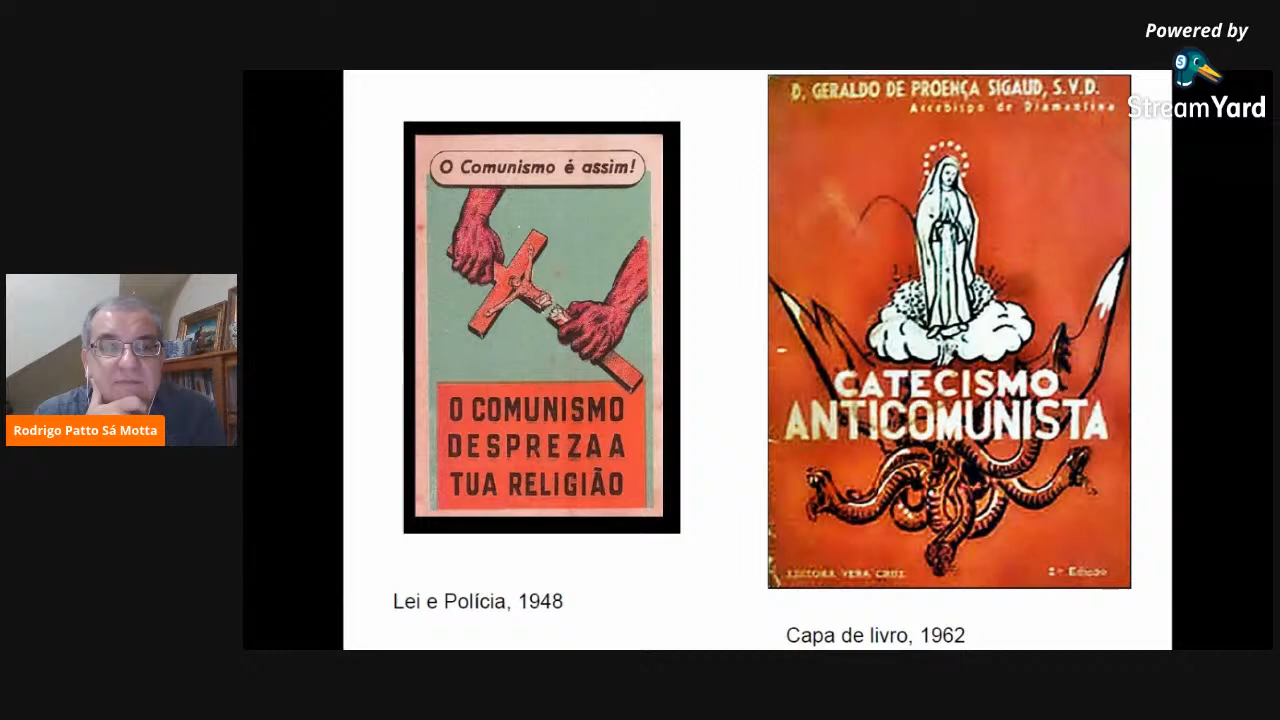 Powered by
StreamYard
D. GERALDO DE PROENÇA SIGAUD, S.V.D.
Arcebispo de Diamantina
O Comunismo é assim!
O COMUNISMO
DESPREZA A
TUA RELIGIÃO
CATECISMO
ANTICOMUNISTA
EDITORA VERA CRUZ
2ª Edição
Rodrigo Patto Sá Motta
Lei e Polícia, 1948
Capa de livro, 1962